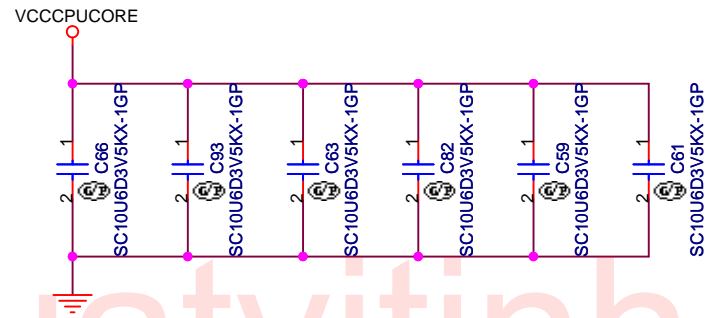 VCCCPUCORE
1
2
C66
SC10U6D3V5KX-1GP
G/P
1
2
C93
SC10U6D3V5KX-1GP
G/P
1
2
C63
SC10U6D3V5KX-1GP
G/P
1
2
C82
SC10U6D3V5KX-1GP
G/P
1
2
C59
SC10U6D3V5KX-1GP
G/P
1
2
C61
SC10U6D3V5KX-1GP
G/P